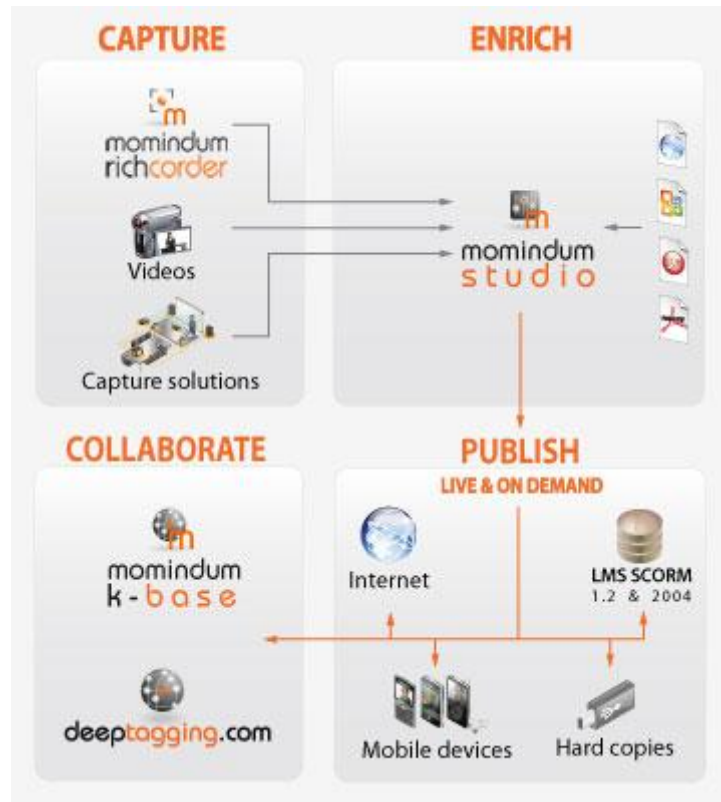 CAPTURE
momindum
richcorder
Videos
Capture solutions
ENRICH
momindum
studio
COLLABORATE
momindum
k-base
deeptagging.com
PUBLISH
LIVE & ON DEMAND
Internet
LMS SCORM
1.2 & 2004
Mobile devices
Hard copies